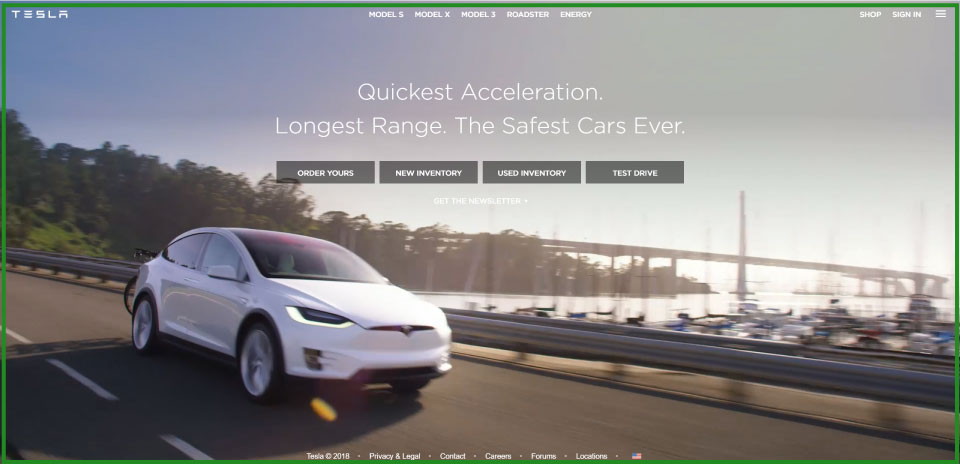 TESLA MODEL S MODEL X MODEL 3 ROADSTER ENERGY SHOP SIGN IN
Quickest Acceleration.
Longest Range. The Safest Cars Ever.
ORDER YOURS NEW INVENTORY USED INVENTORY TEST DRIVE
GET THE NEWSLETTER
Tesla © 2018 • Privacy & Legal • Contact • Careers • Forums • Locations •